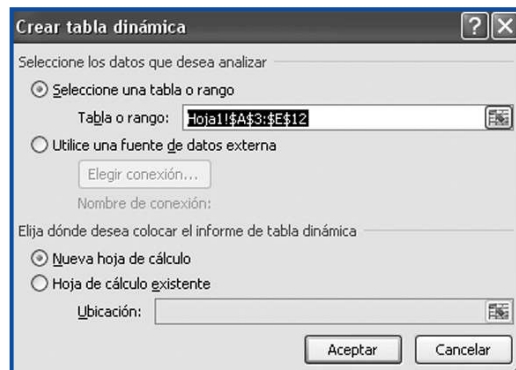 Crear tabla dinámica
Seleccione los datos que desea analizar
Seleccione una tabla o rango
Tabla o rango: Hoja1!$A$3:$E$12
Utilice una fuente de datos externa
Elegir conexión...
Nombre de conexión:
Elija dónde desea colocar el informe de tabla dinámica
Nueva hoja de cálculo
Hoja de cálculo existente
Ubicación:
Aceptar Cancelar